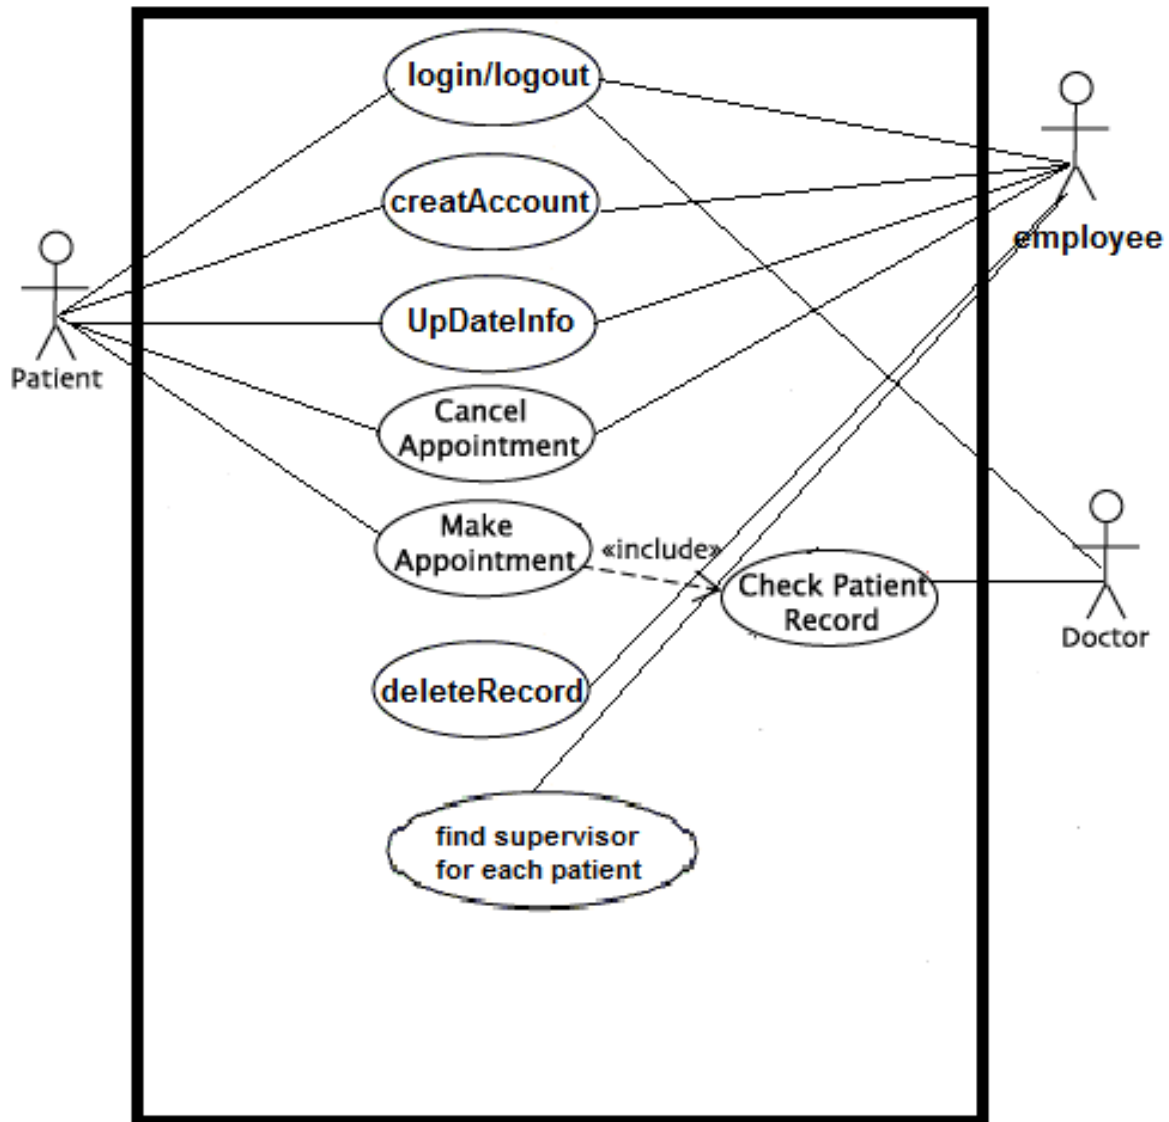 login/logout
creatAccount
employee
UpDateInfo
Patient
Cancel
Appointment
Make
Appointment
«include»
Check Patient
Record
Doctor
deleteRecord
find supervisor
for each patient